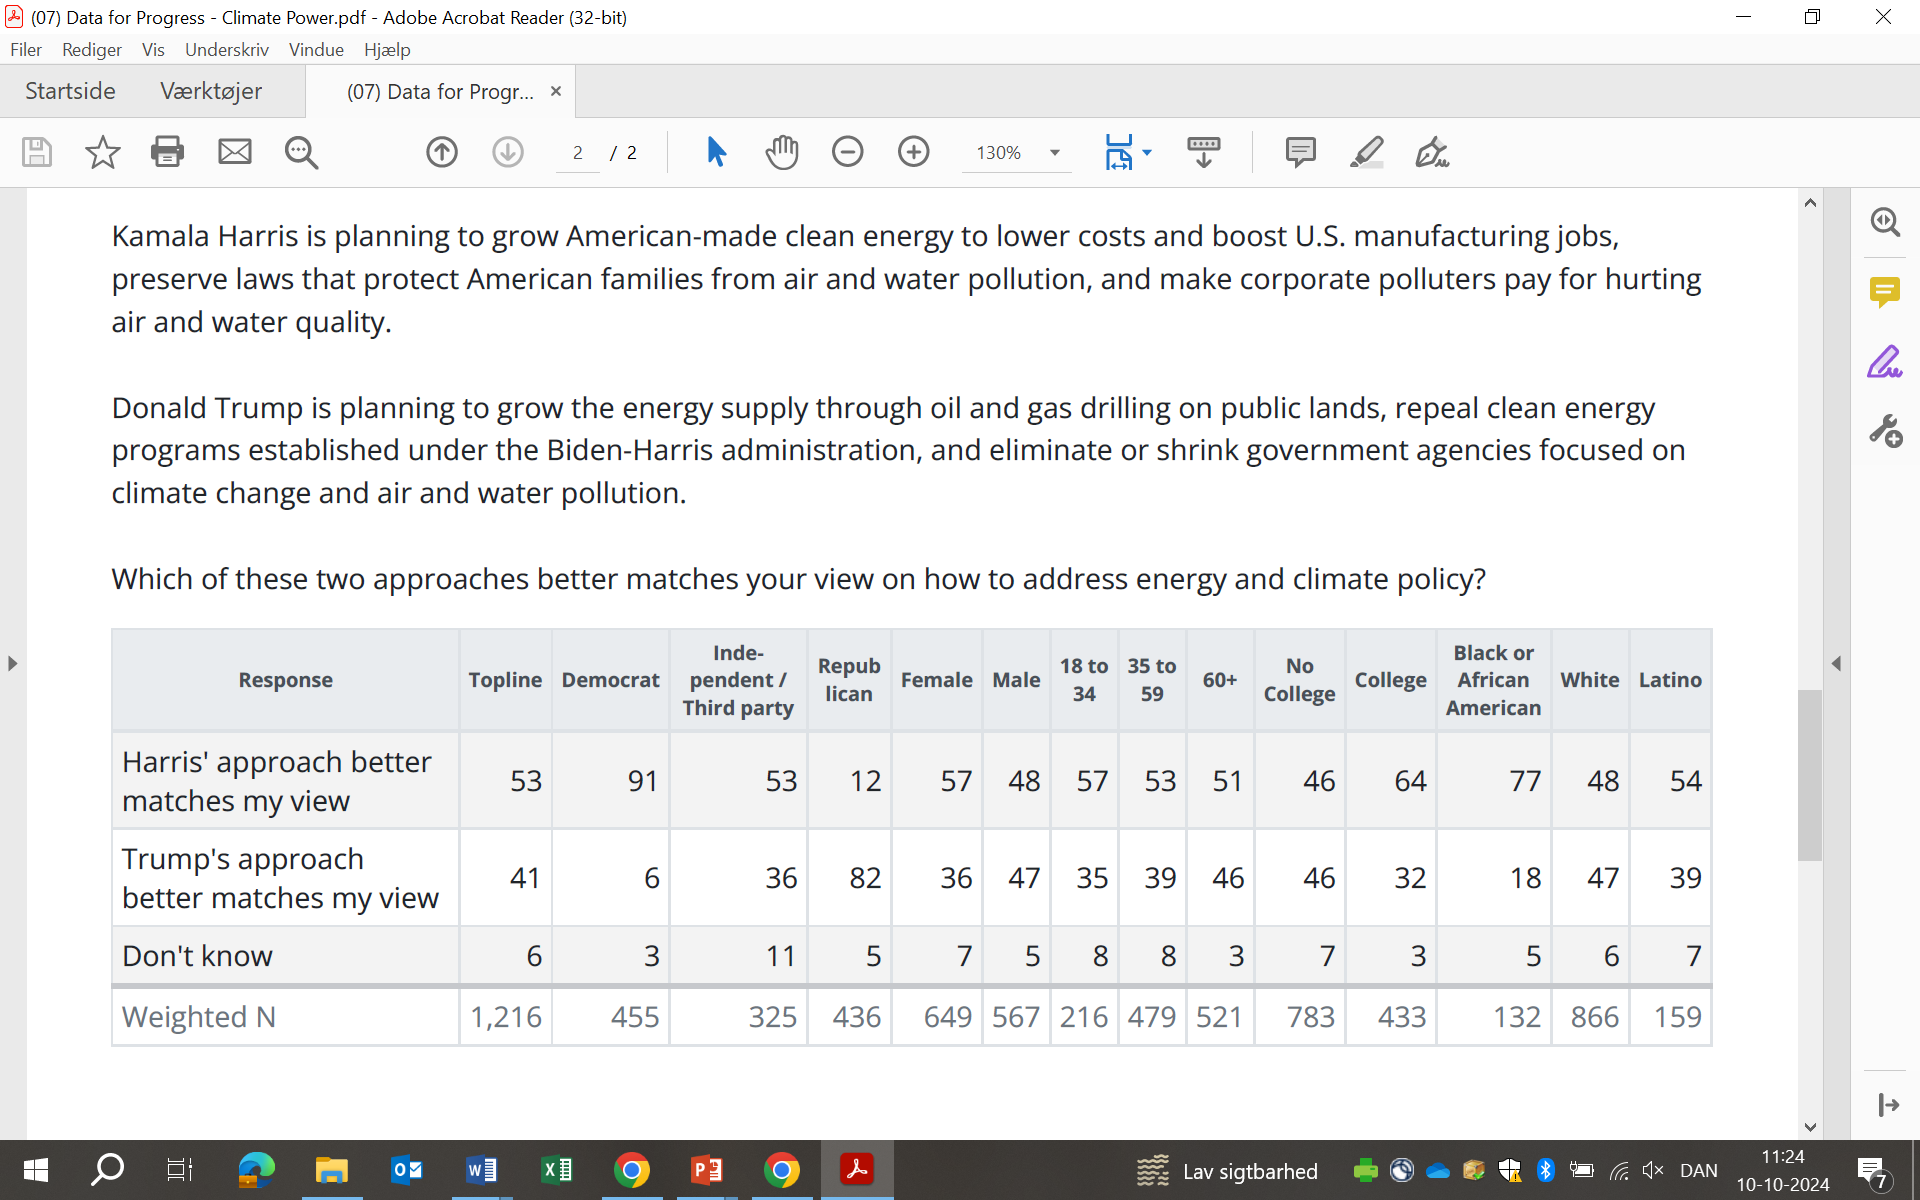 (07) Data for Progress - Climate Power.pdf - Adobe Acrobat Reader (32-bit)
Filer Rediger Vis Underskriv Vindue Hjælp
Startside Værktøjer (07) Data for Progr... ×
2 / 2 130%
Kamala Harris is planning to grow American-made clean energy to lower costs and boost U.S. manufacturing jobs,
preserve laws that protect American families from air and water pollution, and make corporate polluters pay for hurting
air and water quality.
Donald Trump is planning to grow the energy supply through oil and gas drilling on public lands, repeal clean energy
programs established under the Biden-Harris administration, and eliminate or shrink government agencies focused on
climate change and air and water pollution.
Which of these two approaches better matches your view on how to address energy and climate policy?
Response Topline Democrat Inde-pendent / Third party Repub lican Female Male 18 to 34 35 to 59 60+ No College College Black or African American White Latino
Harris' approach better matches my view 53 91 53 12 57 48 57 53 51 46 64 77 48 54
Trump's approach better matches my view 41 6 36 82 36 47 35 39 46 46 32 18 47 39
Don't know 6 3 11 5 7 5 8 8 3 7 3 5 6 7
Weighted N 1,216 455 325 436 649 567 216 479 521 783 433 132 866 159
Lav sigtbarhed DAN 11:24
10-10-2024 7